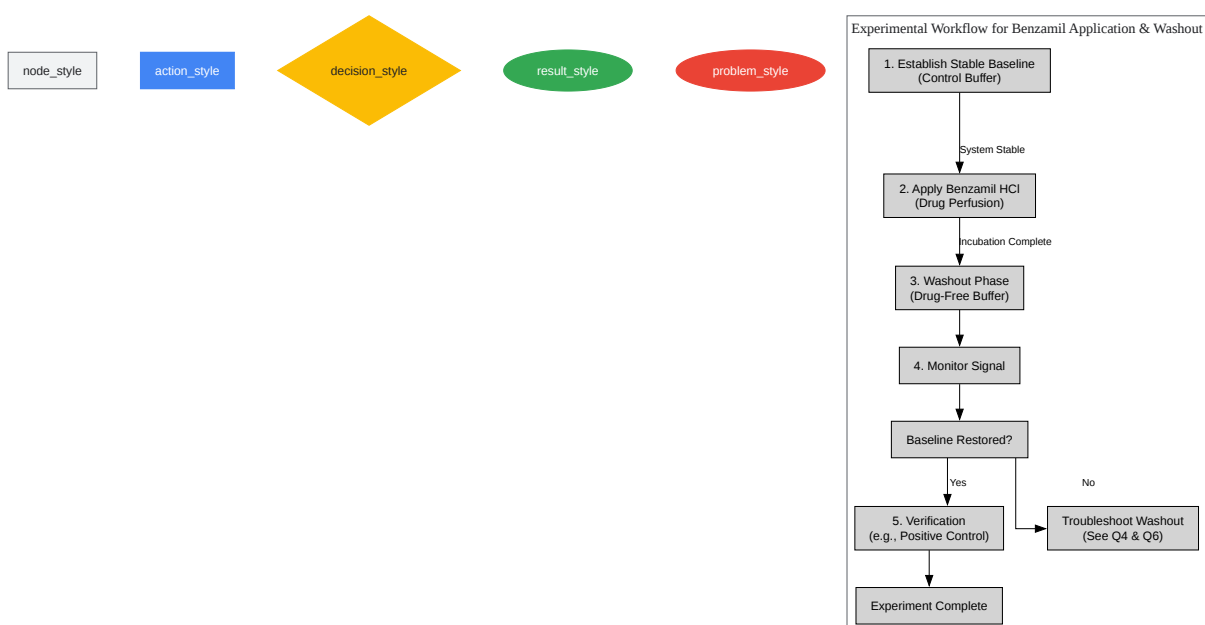 node_style
action_style
decision_style
result_style
problem_style
Experimental Workflow for Benzamil Application & Washout
1. Establish Stable Baseline
(Control Buffer)
System Stable
2. Apply Benzamil HCl
(Drug Perfusion)
Incubation Complete
3. Washout Phase
(Drug-Free Buffer)
4. Monitor Signal
Baseline Restored?
Yes
No
5. Verification
(e.g., Positive Control)
Troubleshoot Washout
(See Q4 & Q6)
Experiment Complete